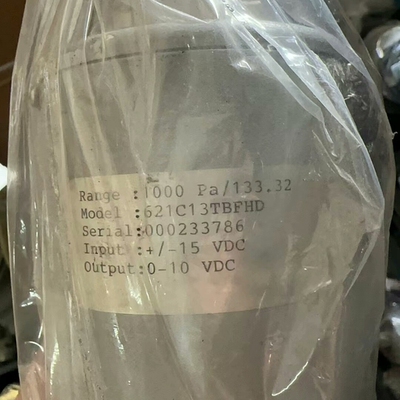 Range :1000 Pa/133.32
Model :621C13TBFHD
Serial:000233786
Input :+/-15 VDC
Output:0-10 VDC